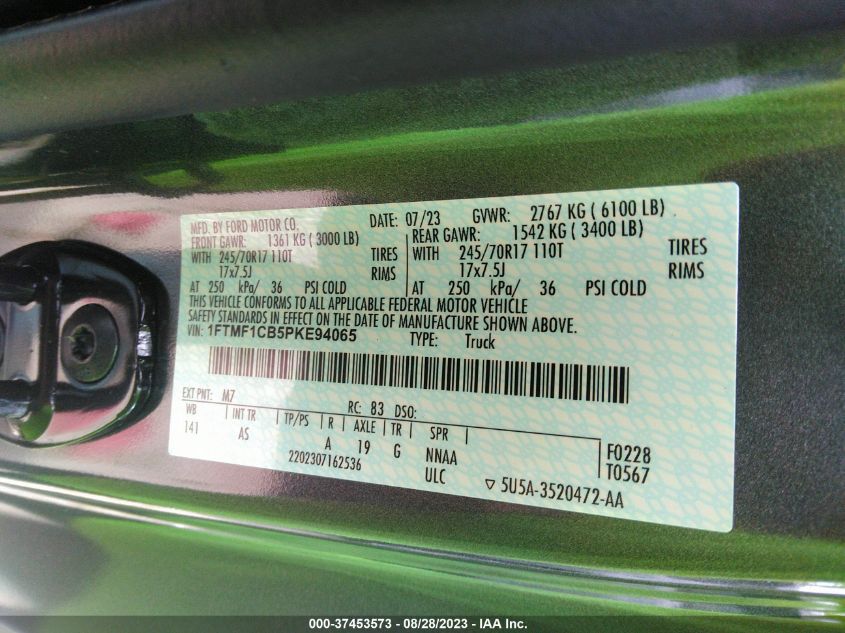 MFD. BY FORD MOTOR CO. DATE: 07/23 GVWR: 2767 KG ( 6100 LB)
FRONT GAWR: 1361 KG ( 3000 LB) REAR GAWR: 1542 KG ( 3400 LB)
WITH 245/70R17 110T TIRES WITH 245/70R17 110T TIRES
17x7.5J RIMS 17x7.5J RIMS
AT 250 kPa/ 36 PSI COLD AT 250 kPa/ 36 PSI COLD
THIS VEHICLE CONFORMS TO ALL APPLICABLE FEDERAL MOTOR VEHICLE
SAFETY STANDARDS IN EFFECT ON THE DATE OF MANUFACTURE SHOWN ABOVE.
VIN: 1FTMF1CB5PKE94065 TYPE: Truck
EXT PNT: M7 RC: 83 DSO:
WB INT TR TP/PS R AXLE TR SPR F0228
141 AS A 19 G NNAA T0567
2202307162536 ULC ▽ 5U5A-3520472-AA
000-37453573 - 08/28/2023 - IAA Inc.